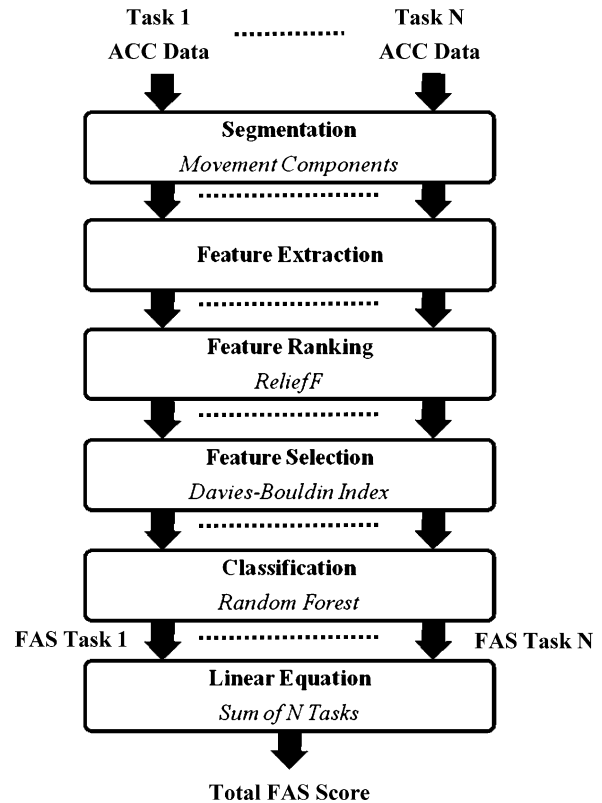 Task 1 Task N
ACC Data ACC Data
Segmentation
Movement Components
Feature Extraction
Feature Ranking
ReliefF
Feature Selection
Davies-Bouldin Index
Classification
Random Forest
FAS Task 1 FAS Task N
Linear Equation
Sum of N Tasks
Total FAS Score